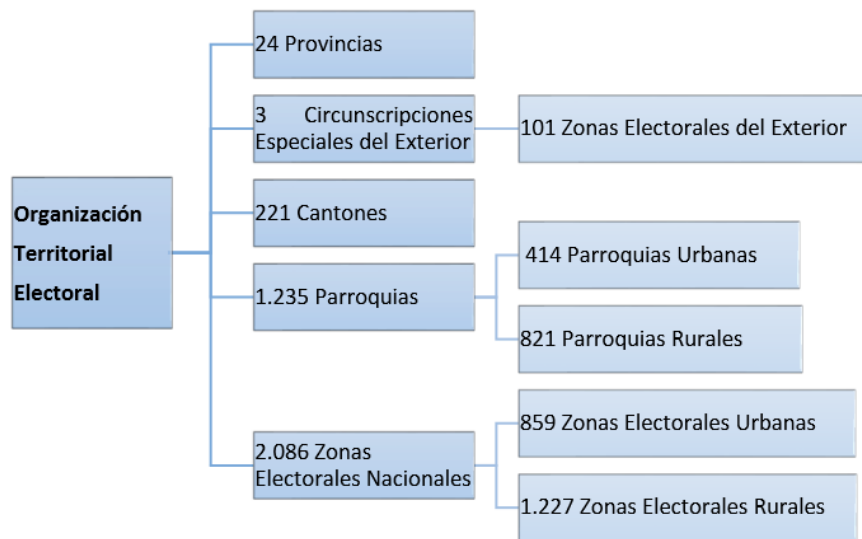 Organización
Territorial
Electoral
24 Provincias
3 Circunscripciones
Especiales del Exterior
101 Zonas Electorales del Exterior
221 Cantones
1.235 Parroquias
414 Parroquias Urbanas
821 Parroquias Rurales
2.086 Zonas
Electorales Nacionales
859 Zonas Electorales Urbanas
1.227 Zonas Electorales Rurales